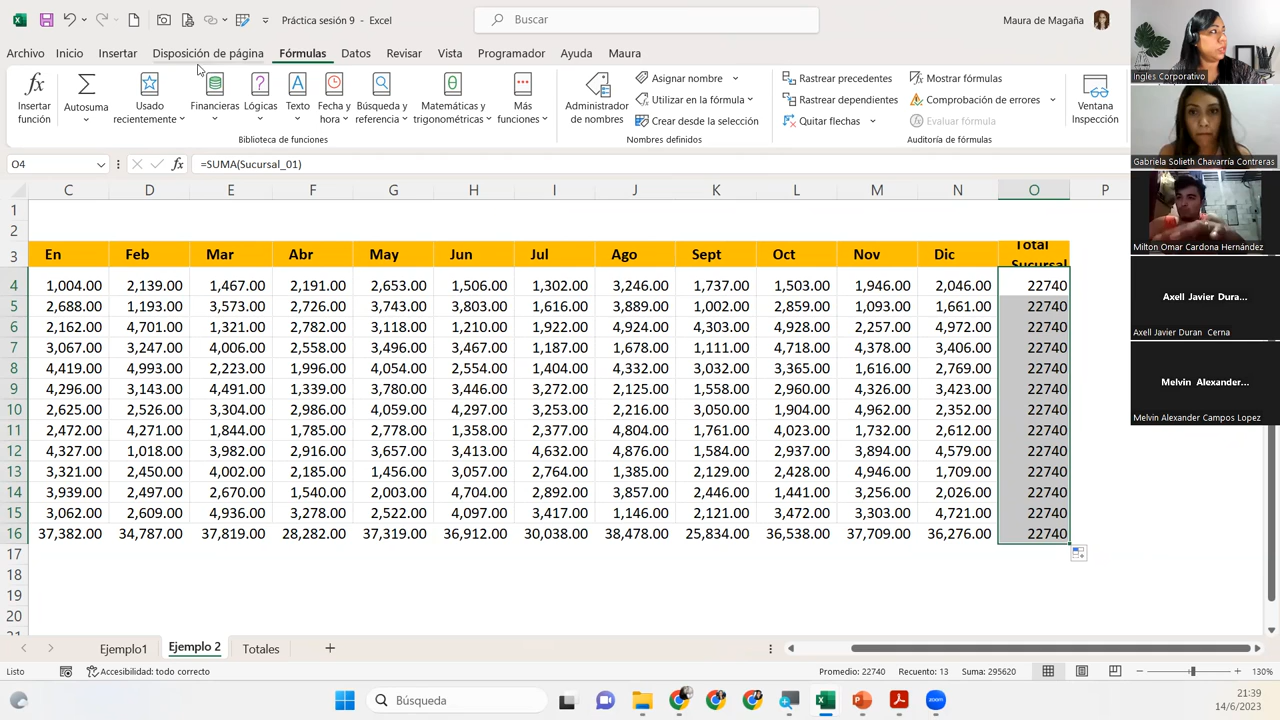 Práctica sesión 9 - Excel
Buscar
Maura de Magaña
Archivo Inicio Insertar Disposición de página Fórmulas Datos Revisar Vista Programador Ayuda Maura
Insertar función
Autosuma
Usado recientemente
Financieras
Lógicas
Texto
Fecha y hora
Búsqueda y referencia
Matemáticas y trigonométricas
Más funciones
Biblioteca de funciones
Administrador de nombres
Asignar nombre
Utilizar en la fórmula
Crear desde la selección
Nombres definidos
Rastrear precedentes
Rastrear dependientes
Quitar flechas
Mostrar fórmulas
Comprobación de errores
Evaluar fórmula
Auditoría de fórmulas
Ventana Inspección
O4
fx =SUMA(Sucursal_01)
C D E F G H I J K L M N O P
1
2
3 En Feb Mar Abr May Jun Jul Ago Sept Oct Nov Dic Total Sucursal
4 1,004.00 2,139.00 1,467.00 2,191.00 2,653.00 1,506.00 1,302.00 3,246.00 1,737.00 1,503.00 1,946.00 2,046.00 22740
5 2,688.00 1,193.00 3,573.00 2,726.00 3,743.00 3,803.00 1,616.00 3,889.00 1,002.00 2,859.00 1,093.00 1,661.00 22740
6 2,162.00 4,701.00 1,321.00 2,782.00 3,118.00 1,210.00 1,922.00 4,924.00 4,303.00 4,928.00 2,257.00 4,972.00 22740
7 3,067.00 3,247.00 4,006.00 2,558.00 3,496.00 3,467.00 1,187.00 1,678.00 1,111.00 4,718.00 4,378.00 3,406.00 22740
8 4,419.00 4,993.00 2,223.00 1,996.00 4,054.00 2,554.00 1,404.00 4,332.00 3,032.00 3,365.00 1,616.00 2,769.00 22740
9 4,296.00 3,143.00 4,491.00 1,339.00 3,780.00 3,446.00 3,272.00 2,125.00 1,558.00 2,960.00 4,326.00 3,423.00 22740
10 2,625.00 2,526.00 3,304.00 2,986.00 4,059.00 4,297.00 3,253.00 2,216.00 3,050.00 1,904.00 4,962.00 2,352.00 22740
11 2,472.00 4,271.00 1,844.00 1,785.00 2,778.00 1,358.00 2,377.00 4,804.00 1,761.00 4,023.00 1,732.00 2,612.00 22740
12 4,327.00 1,018.00 3,982.00 2,916.00 3,657.00 3,413.00 4,632.00 4,876.00 1,584.00 2,937.00 3,894.00 4,579.00 22740
13 3,321.00 2,450.00 4,002.00 2,185.00 1,456.00 3,057.00 2,764.00 1,385.00 2,129.00 2,428.00 4,946.00 1,709.00 22740
14 3,939.00 2,497.00 2,670.00 1,540.00 2,003.00 4,704.00 2,892.00 3,857.00 2,446.00 1,441.00 3,256.00 2,026.00 22740
15 3,062.00 2,609.00 4,936.00 3,278.00 2,522.00 4,097.00 3,417.00 1,146.00 2,121.00 3,472.00 3,303.00 4,721.00 22740
16 37,382.00 34,787.00 37,819.00 28,282.00 37,319.00 36,912.00 30,038.00 38,478.00 25,834.00 36,538.00 37,709.00 36,276.00 22740
17
18
19
20
Ejemplo1 Ejemplo 2 Totales
Listo
Accesibilidad: todo correcto
Promedio: 22740 Recuento: 13 Suma: 295620
130%
Búsqueda
zoom
21:39
14/6/2023
Ingles Corporativo
Gabriela Solieth Chavarría Contreras
Milton Omar Cardona Hernández
Axell Javier Dura...
Axell Javier Duran Cerna
Melvin Alexander...
Melvin Alexander Campos Lopez